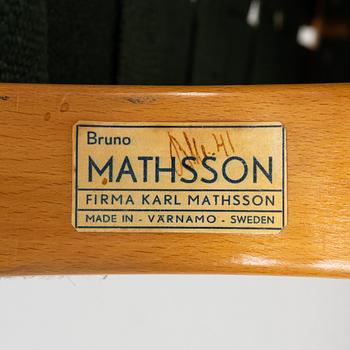 Bruno
MATHSSON
FIRMA KARL MATHSSON
MADE IN - VÄRNAMO - SWEDEN